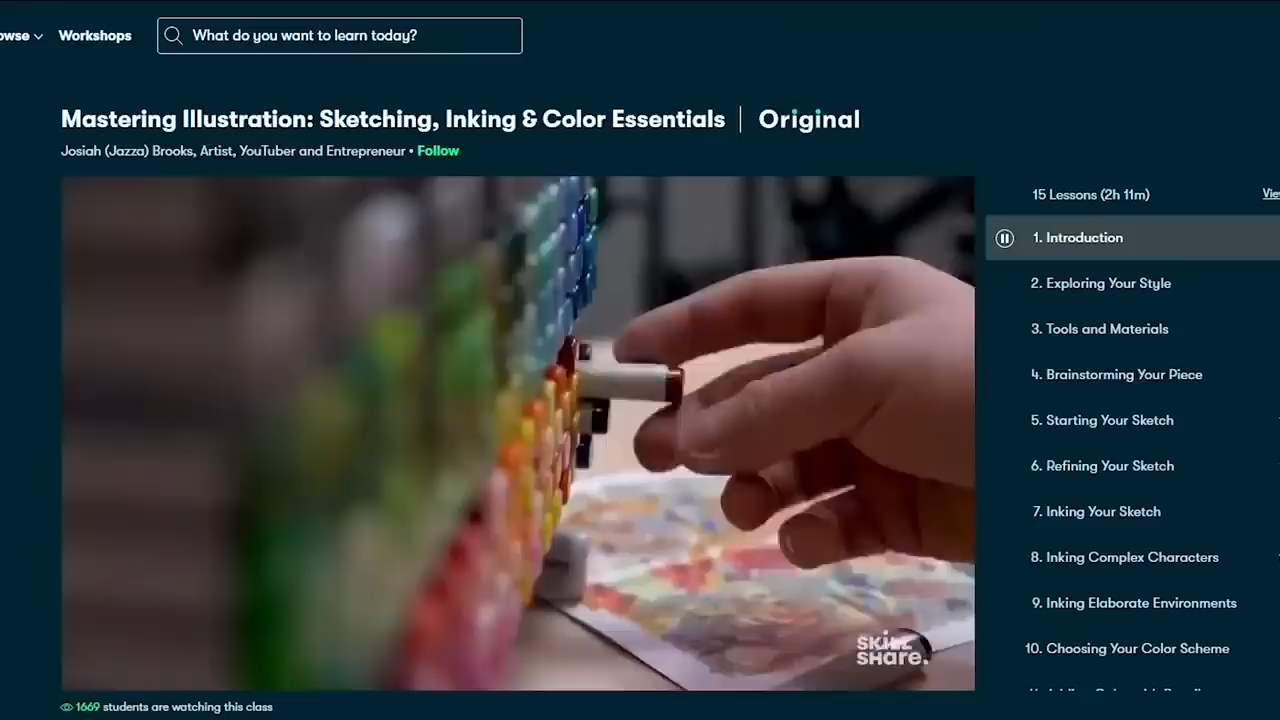 owse Workshops What do you want to learn today?
Mastering Illustration: Sketching, Inking & Color Essentials | Original
Josiah (Jazza) Brooks, Artist, YouTuber and Entrepreneur • Follow
15 Lessons (2h 11m) Vie
1. Introduction
2. Exploring Your Style
3. Tools and Materials
4. Brainstorming Your Piece
5. Starting Your Sketch
6. Refining Your Sketch
7. Inking Your Sketch
8. Inking Complex Characters
9. Inking Elaborate Environments
10. Choosing Your Color Scheme
SKILL
SHare.
1669 students are watching this class